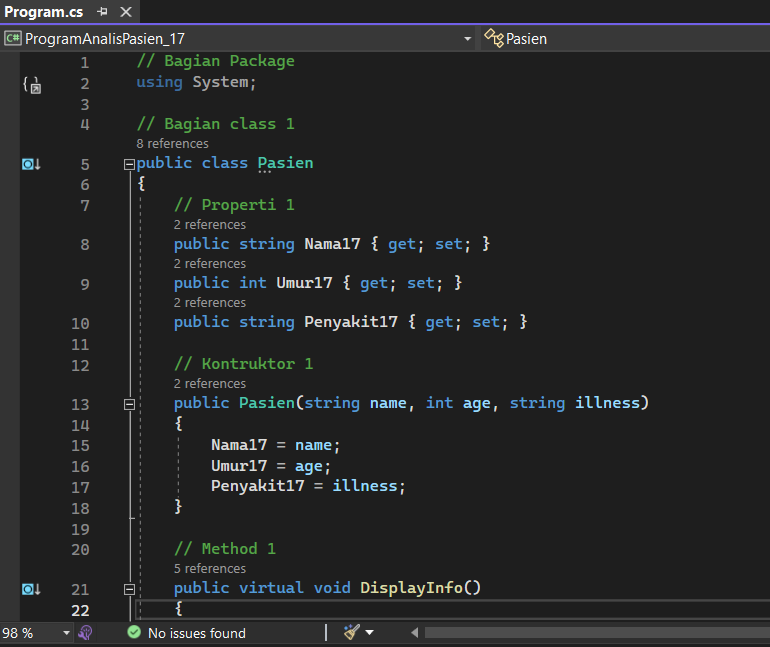 Program.cs
C# ProgramAnalisPasien_17 Pasien
1 // Bagian Package
2 using System;
3
4 // Bagian class 1
8 references
5 public class Pasien
6 {
7 // Properti 1
2 references
8 public string Nama17 { get; set; }
2 references
9 public int Umur17 { get; set; }
2 references
10 public string Penyakit17 { get; set; }
11
12 // Kontruktor 1
2 references
13 public Pasien(string name, int age, string illness)
14 {
15 Nama17 = name;
16 Umur17 = age;
17 Penyakit17 = illness;
18 }
19
20 // Method 1
5 references
21 public virtual void DisplayInfo()
22 {
98 % No issues found